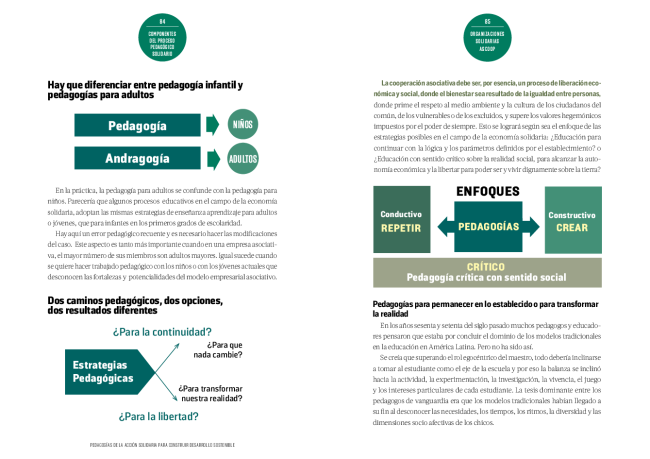 84
COMPONENTES
DEL PROCESO
PEDAGÓGICO
SOLIDARIO
Hay que diferenciar entre pedagogía infantil y
pedagogías para adultos
Pedagogía
NIÑOS
Andragogía
ADULTOS
En la práctica, la pedagogía para adultos se confunde con la pedagogía para
niños. Parecería que algunos procesos educativos en el campo de la economía
solidaria, adoptan las mismas estrategias de enseñanza aprendizaje para adultos
o jóvenes, que para infantes en los primeros grados de escolaridad.
Hay aquí un error pedagógico recuente y es necesario hacer las modificaciones
del caso. Este aspecto es tanto más importante cuando en una empresa asociati-
va, el mayor número de sus miembros son adultos mayores. Igual sucede cuando
se quiere hacer trabajado pedagógico con los niños o con los jóvenes actuales que
desconocen las fortalezas y potencialidades del modelo empresarial asociativo.
Dos caminos pedagógicos, dos opciones,
dos resultados diferentes
¿Para la continuidad?
¿Para que
nada cambie?
Estrategias
Pedagógicas
¿Para transformar
nuestra realidad?
¿Para la libertad?
PEDAGOGÍAS DE LA ACCIÓN SOLIDARIA PARA CONSTRUIR DESARROLLO SOSTENIBLE
85
ORGANIZACIONES
SOLIDARIAS
ASCOOP
La cooperación asociativa debe ser, por esencia, un proceso de liberación eco-
nómica y social, donde el bienestar sea resultado de la igualdad entre personas,
donde prime el respeto al medio ambiente y la cultura de los ciudadanos del
común, de los vulnerables o de los excluidos, y supere los valores hegemónicos
impuestos por el poder de siempre. Esto se logrará según sea el enfoque de las
estrategias posibles en el campo de la economía solidaria: ¿Educación para
continuar con la lógica y los parámetros definidos por el establecimiento? o
¿Educación con sentido crítico sobre la realidad social, para alcanzar la auto-
nomía económica y la libertad para poder ser y vivir dignamente sobre la tierra?
ENFOQUES
Conductivo
REPETIR
PEDAGOGÍAS
Constructivo
CREAR
CRÍTICO
Pedagogía crítica con sentido social
Pedagogías para permanecer en lo establecido o para transformar
la realidad
En los años sesenta y setenta del siglo pasado muchos pedagogos y educado-
res pensaron que estaba por concluir el dominio de los modelos tradicionales
en la educación en América Latina. Pero no ha sido así.
Se creía que superando el rol egocéntrico del maestro, todo debería inclinarse
a tomar al estudiante como el eje de la escuela y por eso la balanza se inclinó
hacia la actividad, la experimentación, la investigación, la vivencia, el juego
y los intereses particulares de cada estudiante. La tesis dominante entre los
pedagogos de vanguardia era que los modelos tradicionales habían llegado a
su fin al desconocer las necesidades, los tiempos, los ritmos, la diversidad y las
dimensiones socio afectivas de los chicos.